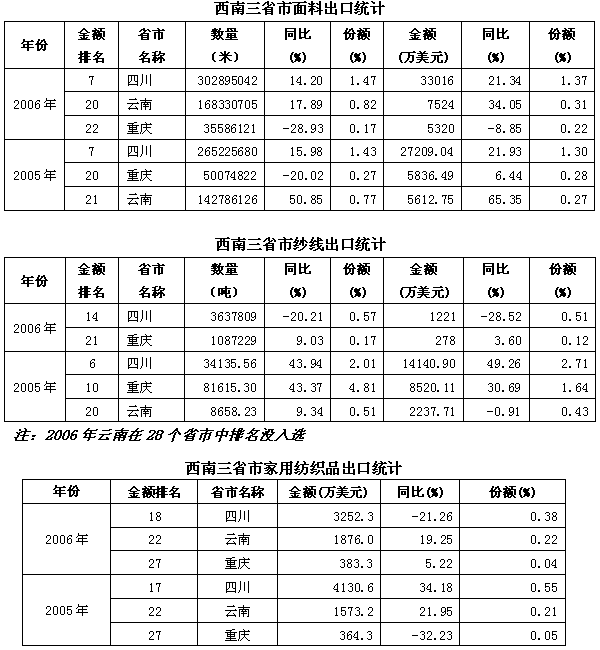 西南三省市面料出口统计
年份 金额排名 省市名称 数量（米） 同比(%) 份额(%) 金额(万美元) 同比(%) 份额(%)
2006年 7 四川 302895042 14.20 1.47 33016 21.34 1.37
20 云南 168330705 17.89 0.82 7524 34.05 0.31
22 重庆 35586121 -28.93 0.17 5320 -8.85 0.22
2005年 7 四川 265225680 15.98 1.43 27209.04 21.93 1.30
20 重庆 50074822 -20.02 0.27 5836.49 6.44 0.28
21 云南 142786126 50.85 0.77 5612.75 65.35 0.27
西南三省市纱线出口统计
年份 金额排名 省市名称 数量（吨） 同比(%) 份额(%) 金额(万美元) 同比(%) 份额(%)
2006年 14 四川 3637809 -20.21 0.57 1221 -28.52 0.51
21 重庆 1087229 9.03 0.17 278 3.60 0.12
2005年 6 四川 34135.56 43.94 2.01 14140.90 49.26 2.71
10 重庆 81615.30 43.37 4.81 8520.11 30.69 1.64
20 云南 8658.23 9.34 0.51 2237.71 -0.91 0.43
注：2006年云南在28个省市中排名没入选
西南三省市家用纺织品出口统计
年份 金额排名 省市名称 金额(万美元) 同比(%) 份额(%)
2006年 18 四川 3252.3 -21.26 0.38
22 云南 1876.0 19.25 0.22
27 重庆 383.3 5.22 0.04
2005年 17 四川 4130.6 34.18 0.55
22 云南 1573.2 21.95 0.21
27 重庆 364.3 -32.23 0.05